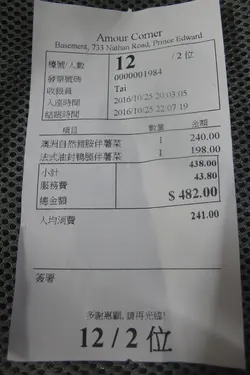 Amour Corner
Basement, 733 Nathan Road, Prince Edward
檯號/人數 12 / 2 位
發票號碼 0000001984
收銀員 Tai
入座時間 2016/10/25 20:03:05
結賬時間 2016/10/25 22:07:19
項目 數量 金額
澳洲自然豬鞍伴薯菜 1 240.00
法式油封鴨腿伴薯菜 1 198.00
小計 438.00
服務費 43.80
總金額 $ 482.00
人均消費 241.00
簽署
多謝惠顧, 請再光臨!
12 / 2 位